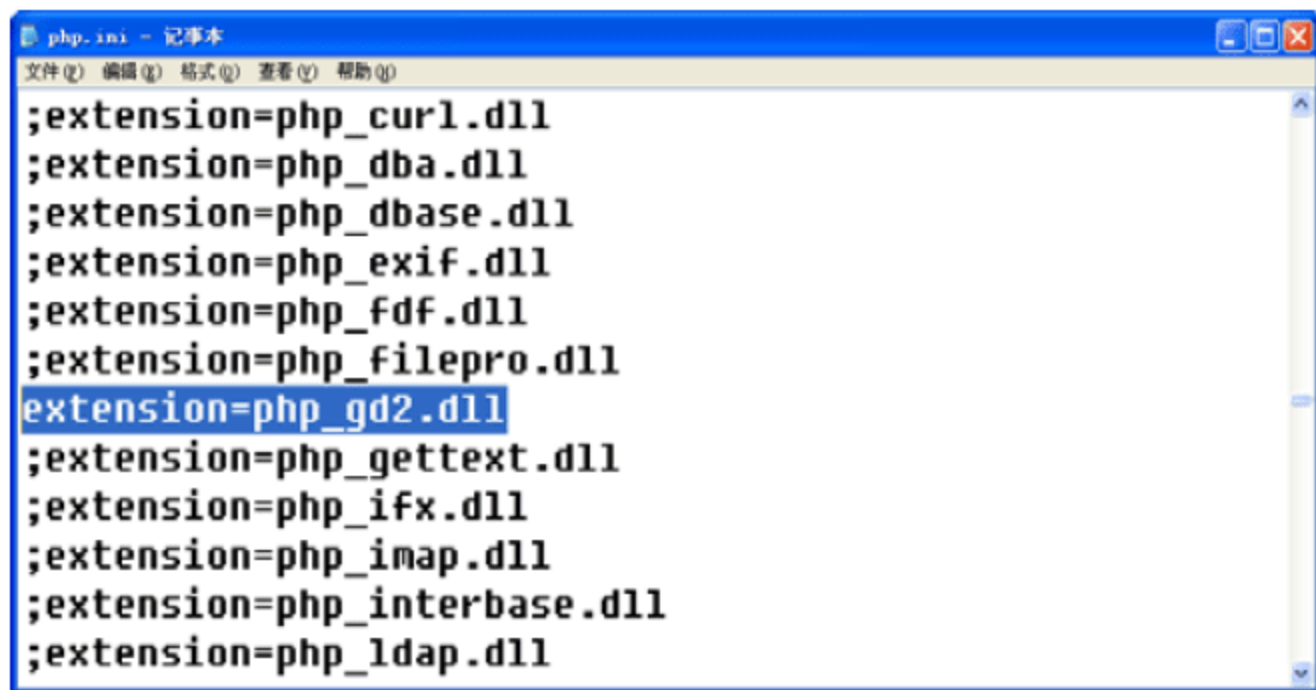 php.ini - 记事本
文件(F) 编辑(E) 格式(O) 查看(V) 帮助(H)
;extension=php_curl.dll
;extension=php_dba.dll
;extension=php_dbase.dll
;extension=php_exif.dll
;extension=php_fdf.dll
;extension=php_filepro.dll
extension=php_gd2.dll
;extension=php_gettext.dll
;extension=php_ifx.dll
;extension=php_imap.dll
;extension=php_interbase.dll
;extension=php_ldap.dll